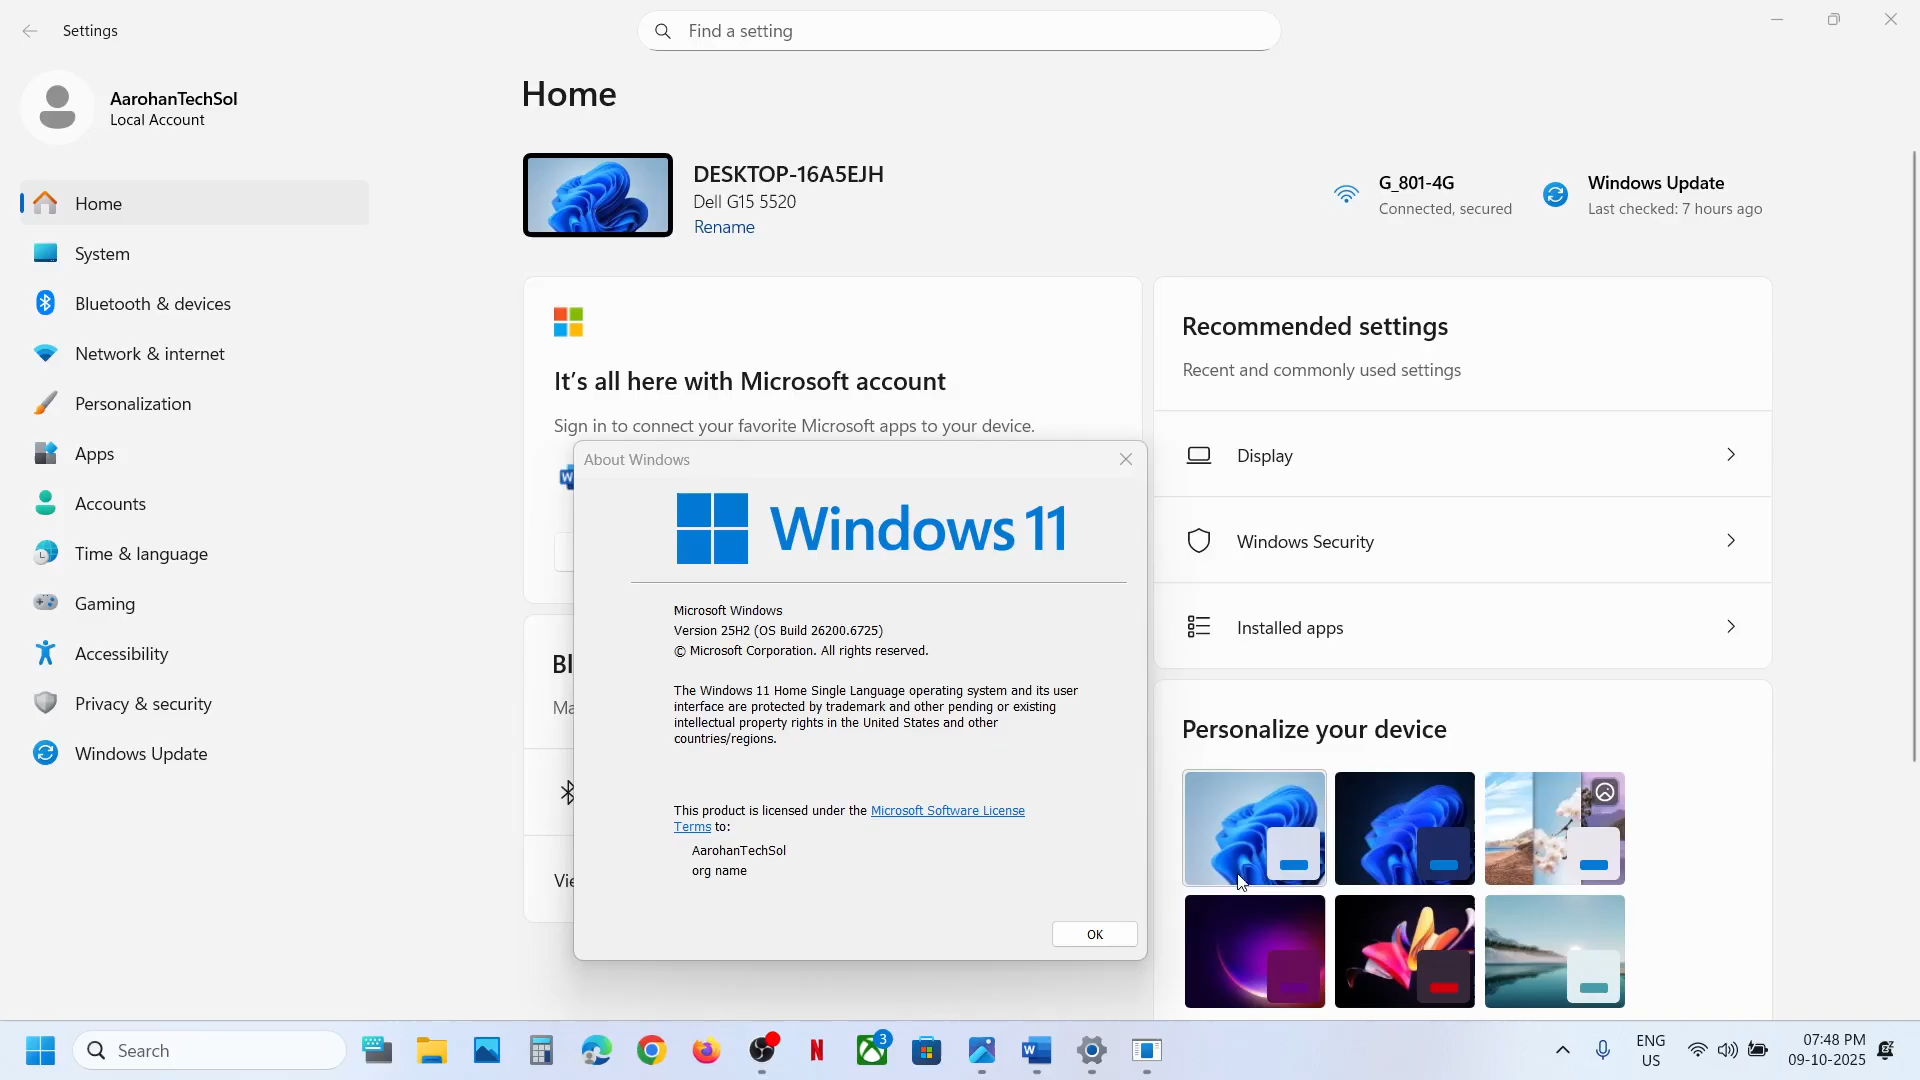 Settings
Find a setting
AarohanTechSol
Local Account
Home
System
Bluetooth & devices
Network & internet
Personalization
Apps
Accounts
Time & language
Gaming
Accessibility
Privacy & security
Windows Update
Home
DESKTOP-16A5EJH
Dell G15 5520
Rename
G_801-4G
Connected, secured
Windows Update
Last checked: 7 hours ago
It's all here with Microsoft account
Sign in to connect your favorite Microsoft apps to your device.
Bl
Ma
Vie
About Windows
Windows 11
Microsoft Windows
Version 25H2 (OS Build 26200.6725)
© Microsoft Corporation. All rights reserved.
The Windows 11 Home Single Language operating system and its user
interface are protected by trademark and other pending or existing
intellectual property rights in the United States and other
countries/regions.
This product is licensed under the Microsoft Software License
Terms to:
AarohanTechSol
org name
OK
Recommended settings
Recent and commonly used settings
Display
Windows Security
Installed apps
Personalize your device
Search
3
ENG
US
07:48 PM
09-10-2025